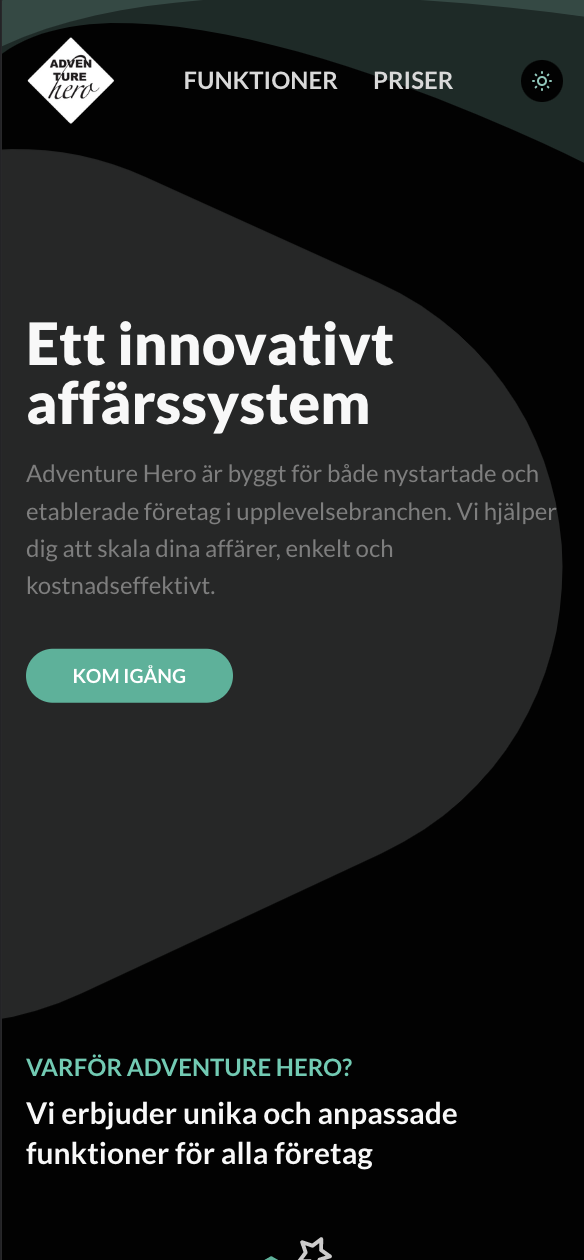 ADVEN
TURE
hero
FUNKTIONER PRISER
Ett innovativt
affärssystem
Adventure Hero är byggt för både nystartade och
etablerade företag i upplevelsebranchen. Vi hjälper
dig att skala dina affärer, enkelt och
kostnadseffektivt.
KOM IGÅNG
VARFÖR ADVENTURE HERO?
Vi erbjuder unika och anpassade
funktioner för alla företag